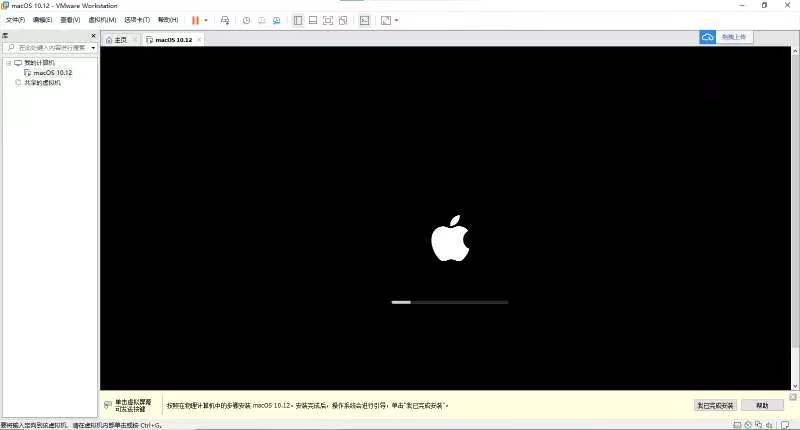 macOS 10.12 - VMware Workstation
文件(F) 编辑(E) 查看(V) 虚拟机(M) 选项卡(T) 帮助(H)
库
在此处键入内容进行搜索
主页 macOS 10.12
拖拽上传
我的计算机
macOS 10.12
共享的虚拟机
单击虚拟屏幕
可发送按键
按照在物理计算机中的步骤安装 macOS 10.12。安装完成后，操作系统会进行引导，单击“我已完成安装”。
我已完成安装 帮助
要将输入定向到该虚拟机，请在虚拟机内部单击或按 Ctrl+G。